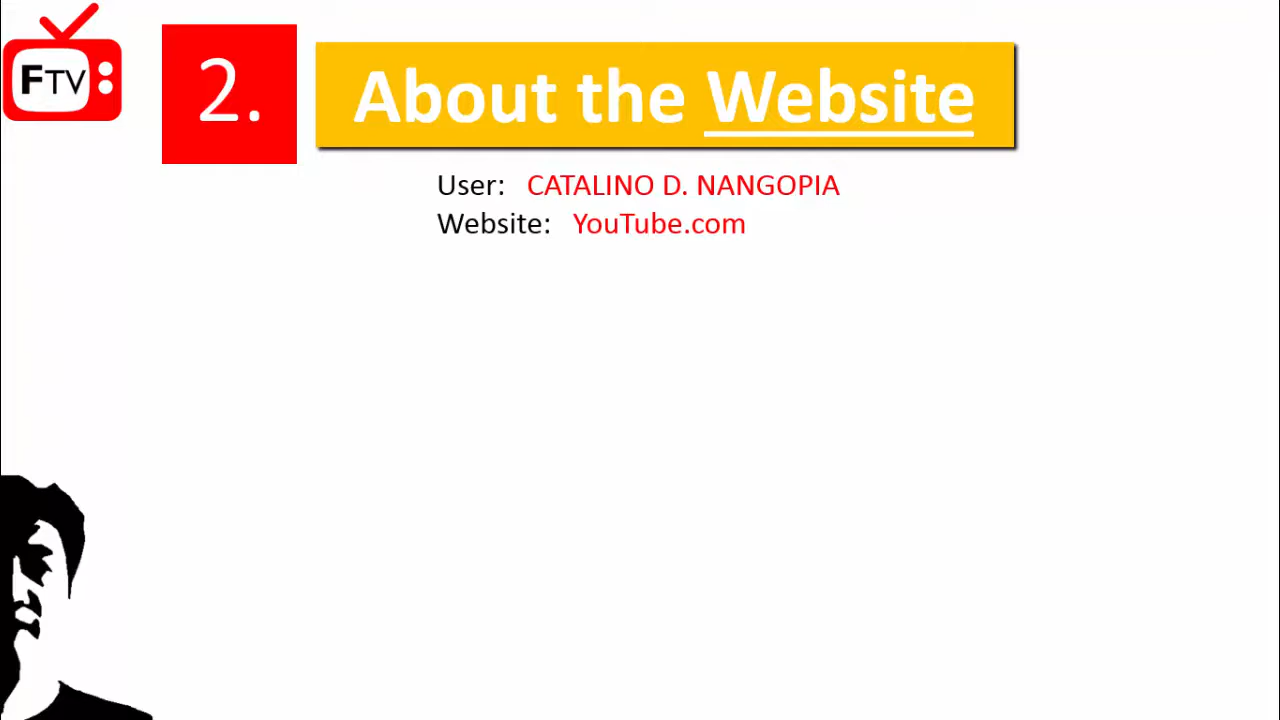 FTV
2.
About the Website
User: CATALINO D. NANGOPIA
Website: YouTube.com